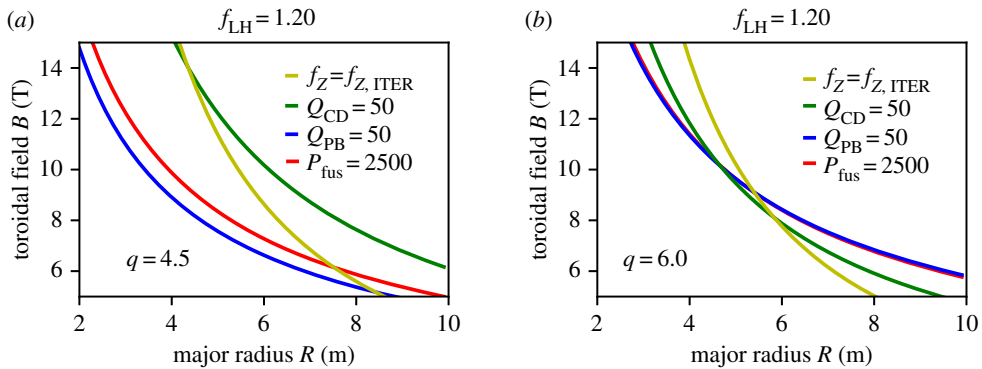 (a) f_LH = 1.20
toroidal field B (T)
14
12
10
8
6
f_Z = f_Z, ITER
Q_CD = 50
Q_PB = 50
P_fus = 2500
q = 4.5
2 4 6 8 10
major radius R (m)
(b) f_LH = 1.20
toroidal field B (T)
14
12
10
8
6
f_Z = f_Z, ITER
Q_CD = 50
Q_PB = 50
P_fus = 2500
q = 6.0
2 4 6 8 10
major radius R (m)